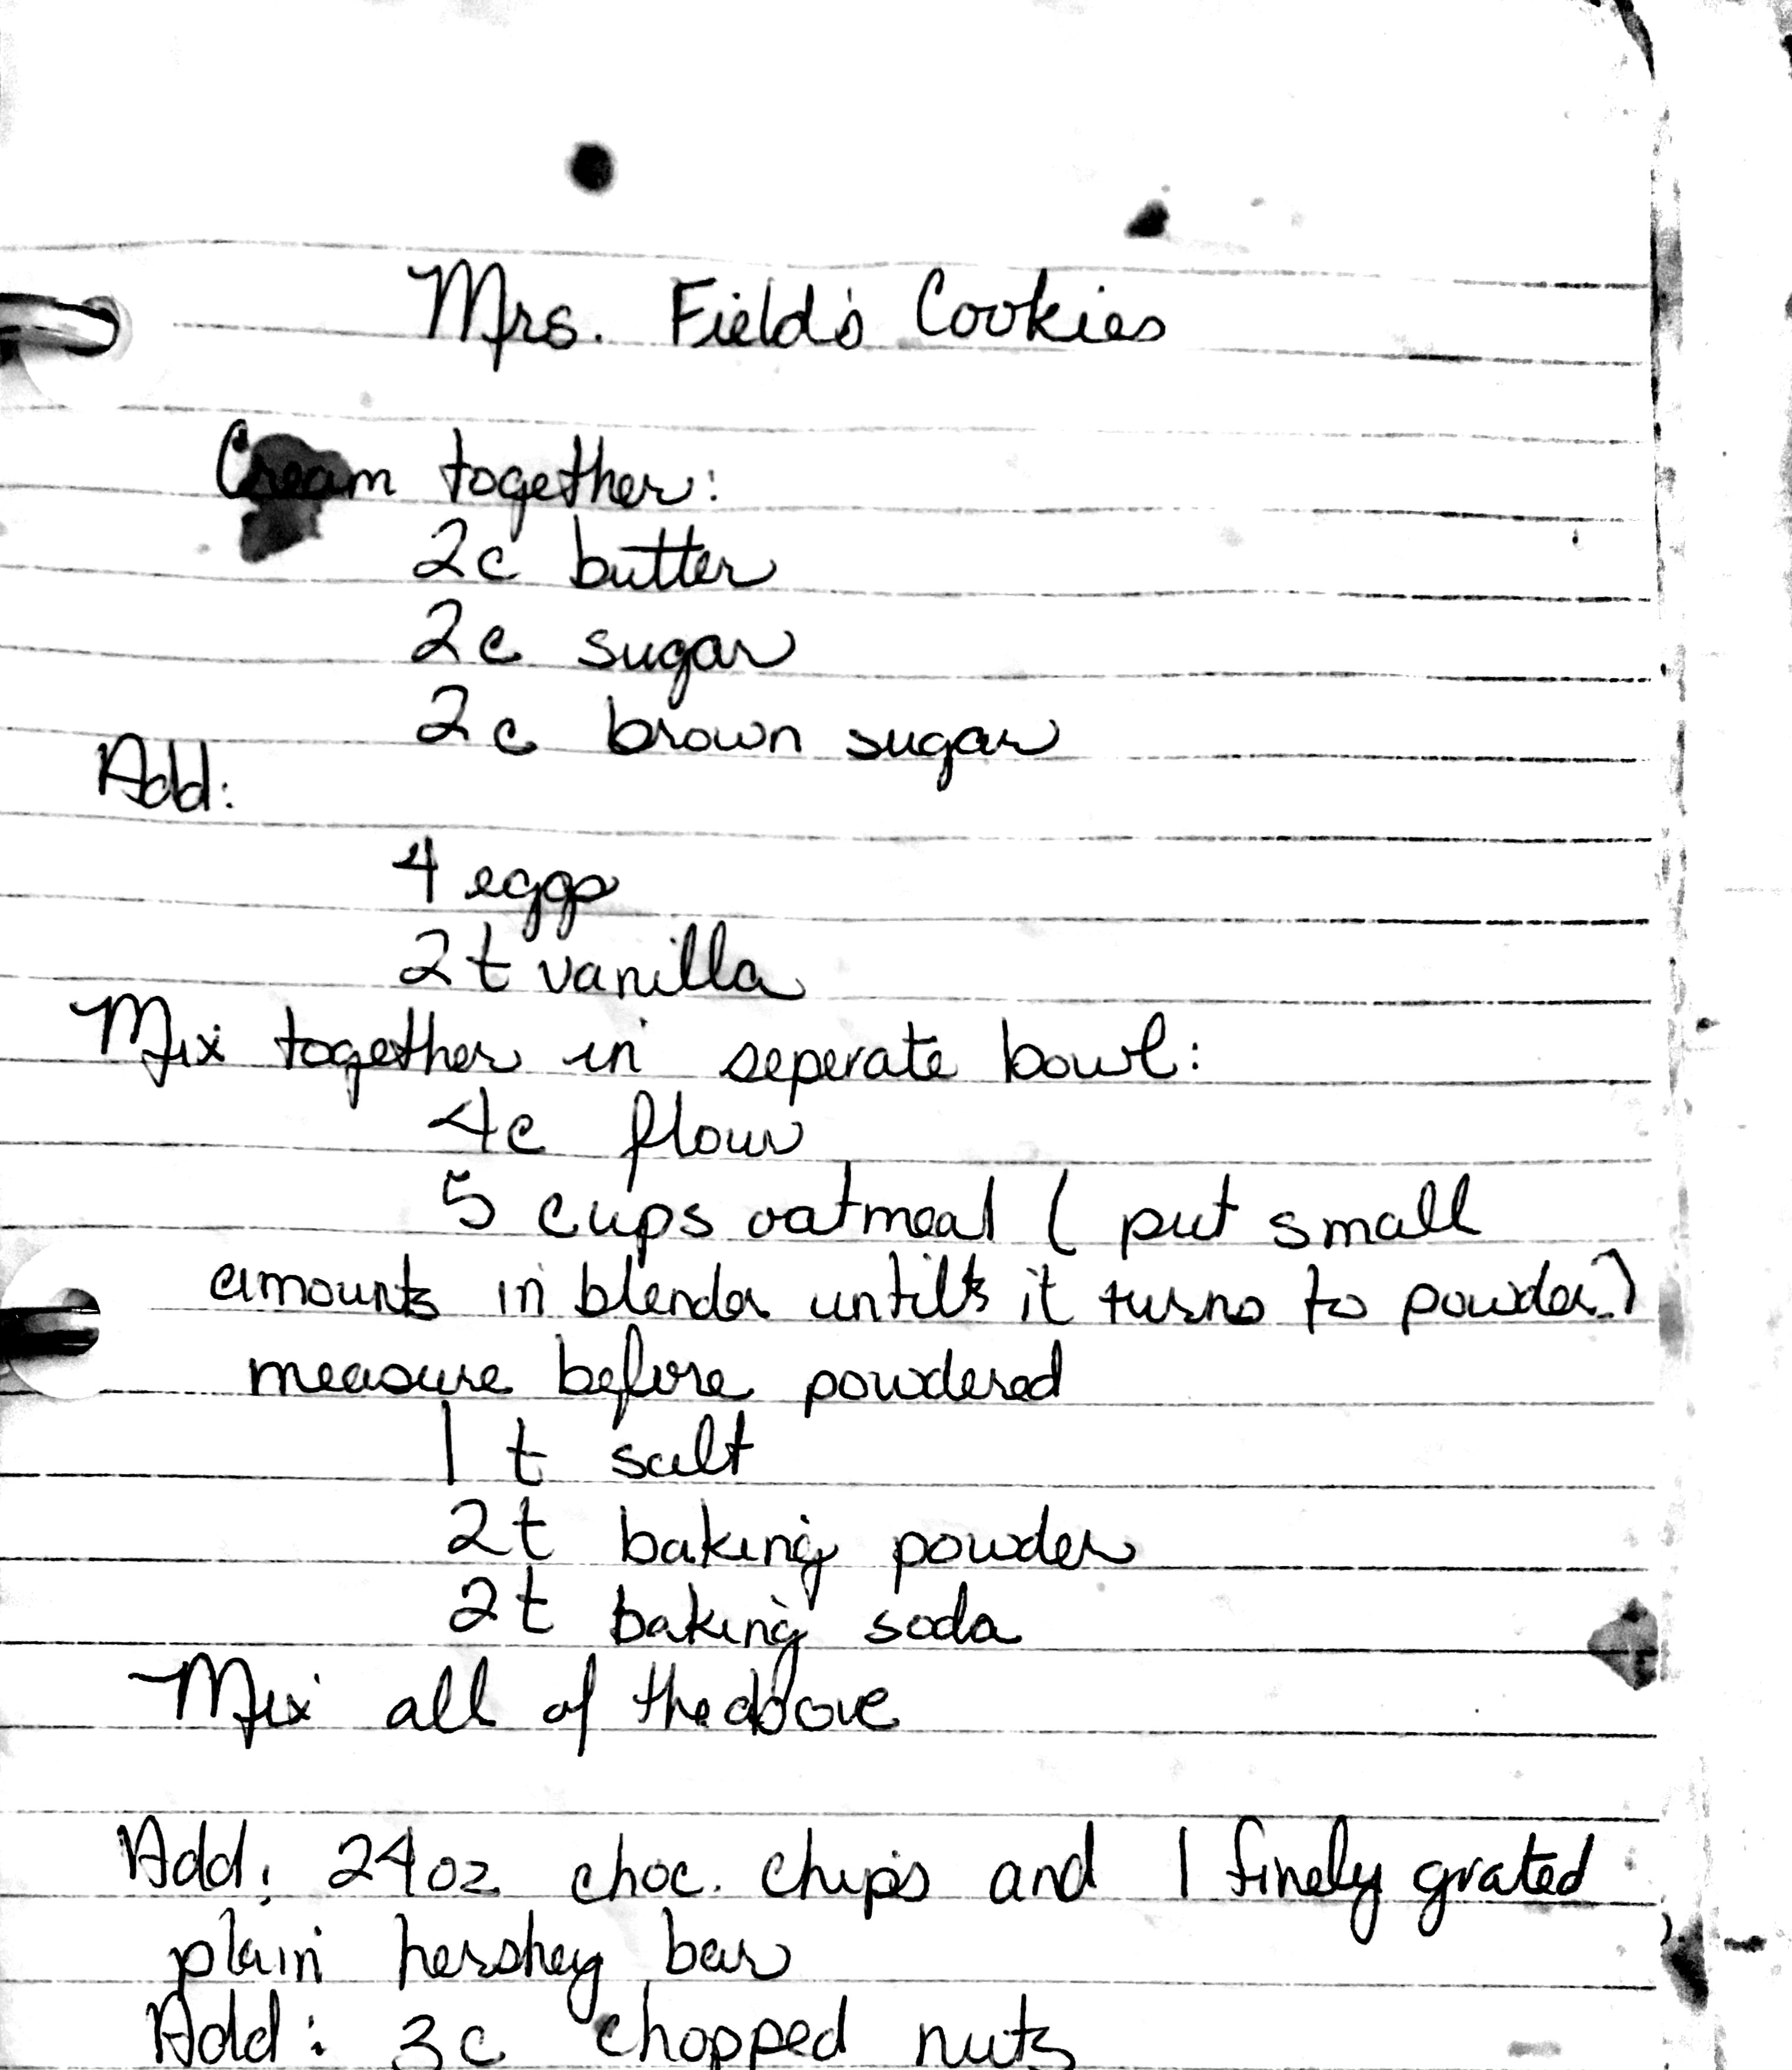 Mrs. Field's Cookies
Cream together:
2c butter
2c sugar
2c brown sugar
Add:
4 eggs
2t vanilla
Mix together in seperate bowl:
4c flour
5 cups oatmeal ( put small
amounts in blender until it turns to powder.)
measure before powdered
1 t salt
2t baking powder
2t baking soda
Mix all of the above
Add: 24oz choc. chips and 1 finely grated
plain hershey bar
Add: 3c chopped nuts